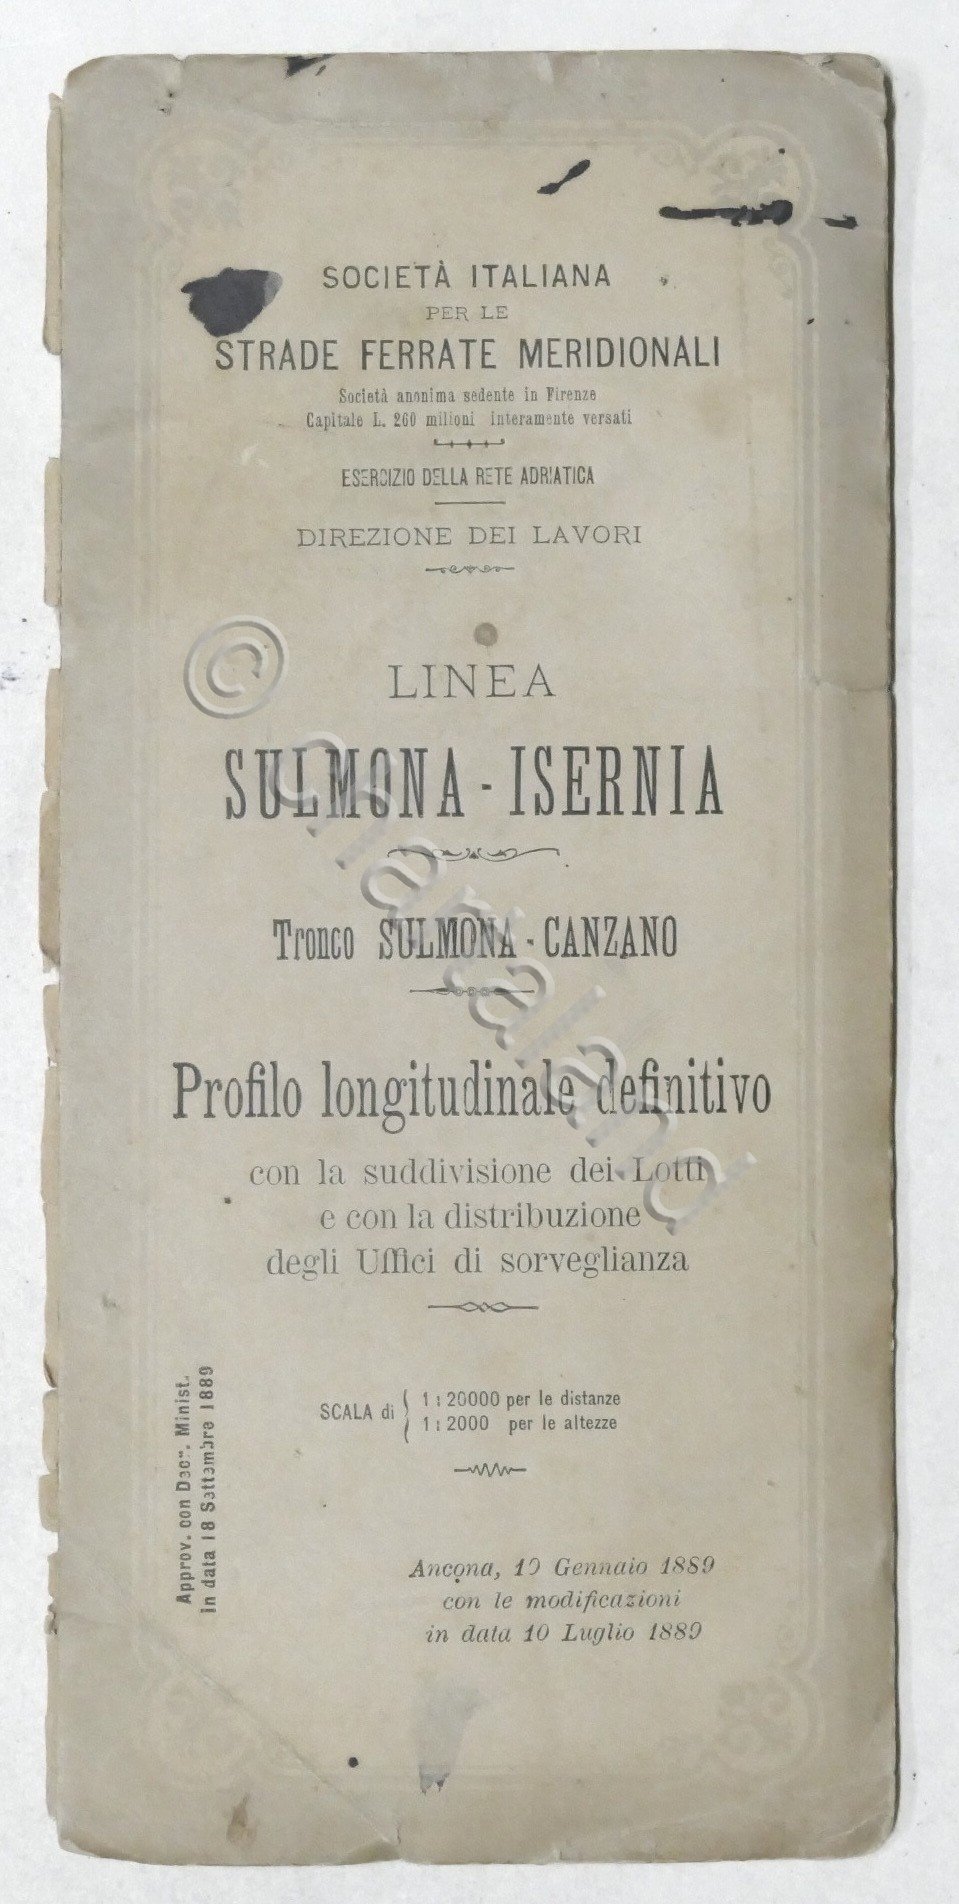 SOCIETÀ ITALIANA
PER LE
STRADE FERRATE MERIDIONALI
Società anonima sedente in Firenze
Capitale L. 260 milioni interamente versati
ESERCIZIO DELLA RETE ADRIATICA
DIREZIONE DEI LAVORI
LINEA
SULMONA - ISERNIA
Tronco SULMONA - CANZANO
Profilo longitudinale definitivo
con la suddivisione dei Lotti
e con la distribuzione
degli Uffici di sorveglianza
SCALA di { 1 : 20000 per le distanze
1 : 2000 per le altezze
Approv. con Decr. Minist.
in data 18 Settembre 1889
Ancona, 10 Gennaio 1889
con le modificazioni
in data 10 Luglio 1889
© chartaland